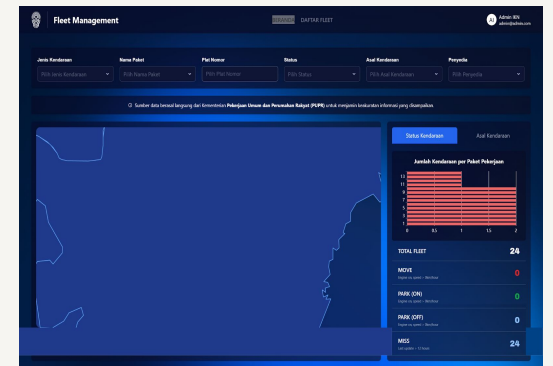 Fleet Management
BERANDA DAFTAR FLEET
AI Admin IKN
admin@admin.com
Jenis Kendaraan Nama Paket Plat Nomor Status Asal Kendaraan Penyedia
Pilih Jenis Kendaraan Pilih Nama Paket Pilih Plat Nomor Pilih Status Pilih Asal Kendaraan Pilih Penyedia
Sumber data berasal langsung dari Kementerian Pekerjaan Umum dan Perumahan Rakyat (PUPR) untuk menjamin keakuratan informasi yang disampaikan
Status Kendaraan Asal Kendaraan
Jumlah Kendaraan per Paket Pekerjaan
13
11
9
7
5
3
1
0 0.5 1 1.5 2
TOTAL FLEET 24
MOVE 0
PARK (ON) 0
PARK (OFF) 0
MISS 24